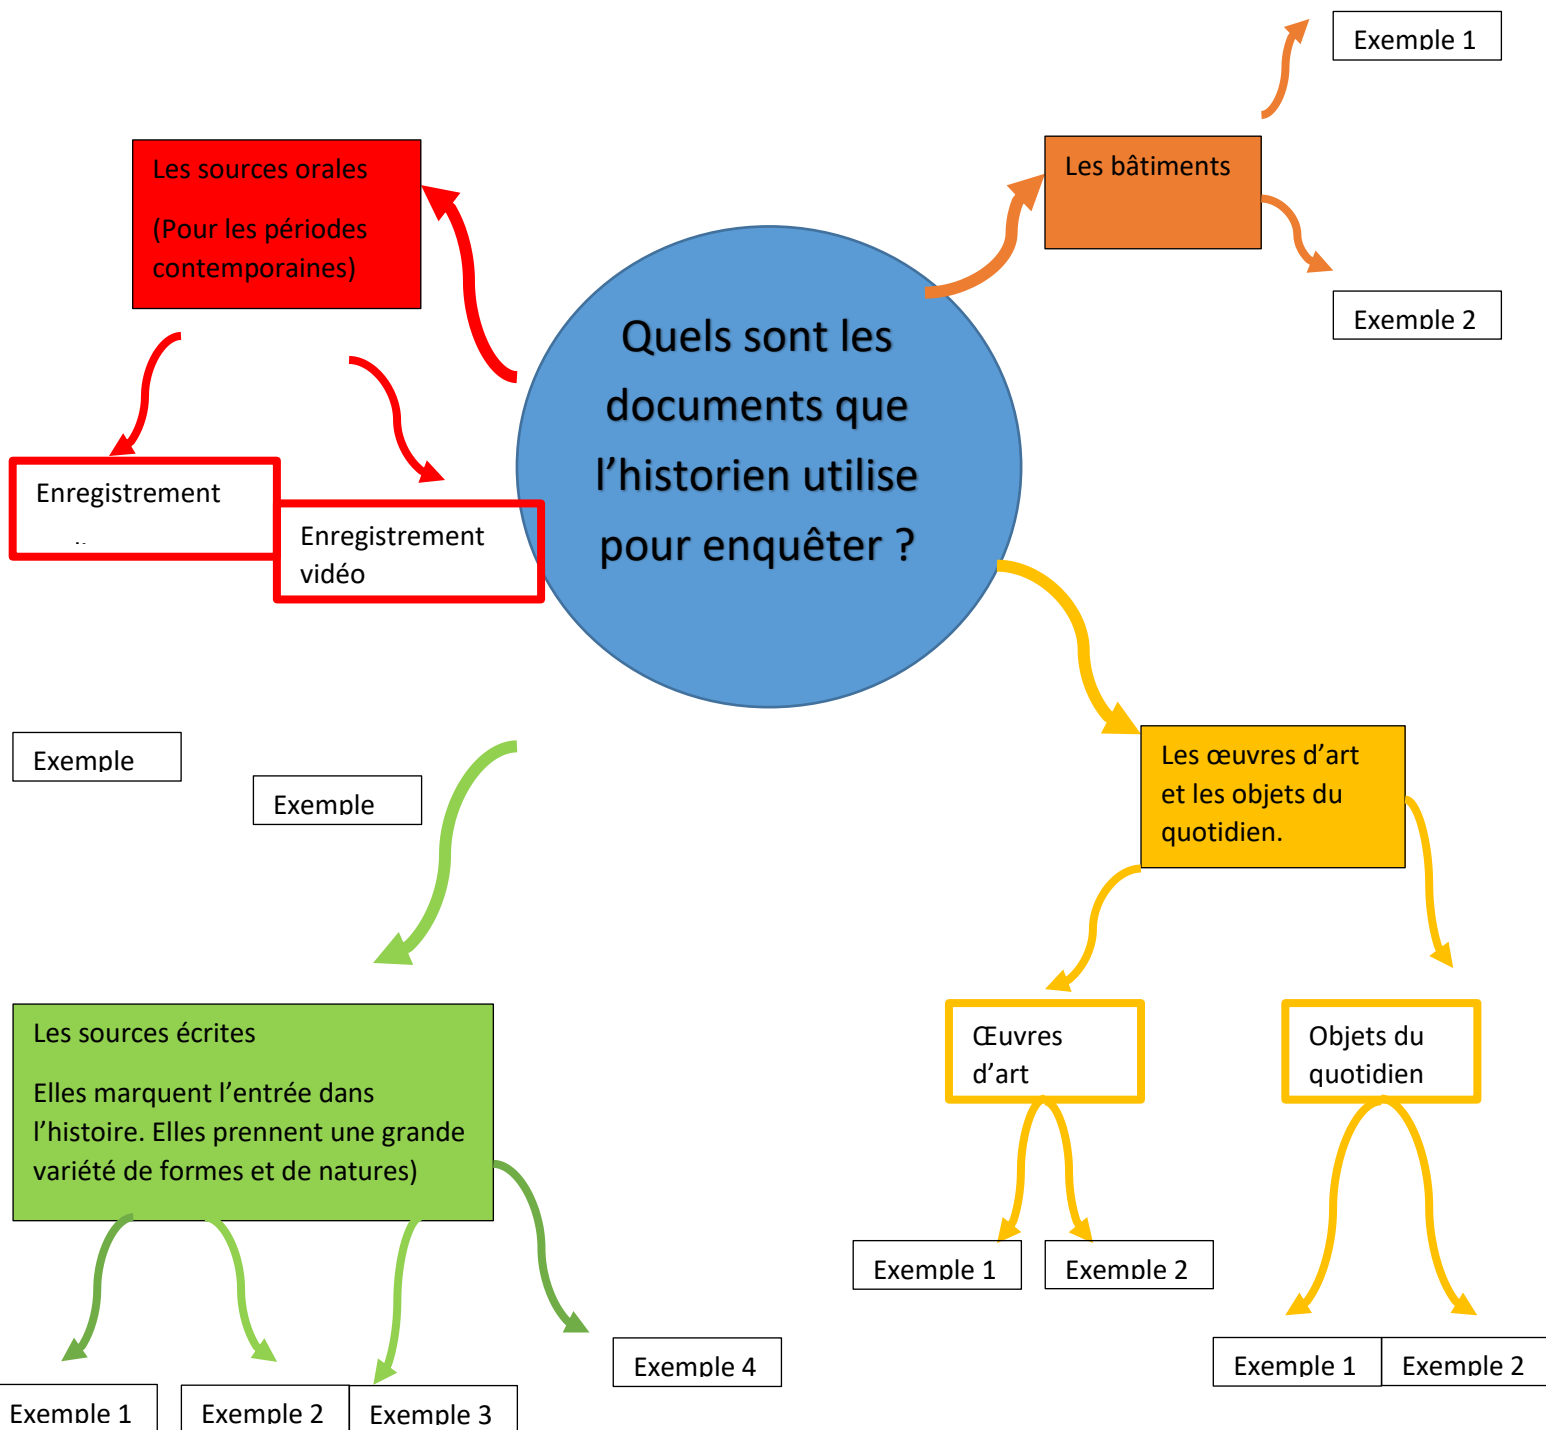 Exemple 1
Les bâtiments
Exemple 2
Les sources orales
(Pour les périodes
contemporaines)
Quels sont les
documents que
l’historien utilise
pour enquêter ?
Enregistrement
Enregistrement
vidéo
Exemple
Exemple
Les œuvres d’art
et les objets du
quotidien.
Œuvres
d’art
Objets du
quotidien
Exemple 1
Exemple 2
Exemple 1
Exemple 2
Les sources écrites
Elles marquent l’entrée dans
l’histoire. Elles prennent une grande
variété de formes et de natures)
Exemple 1
Exemple 2
Exemple 3
Exemple 4